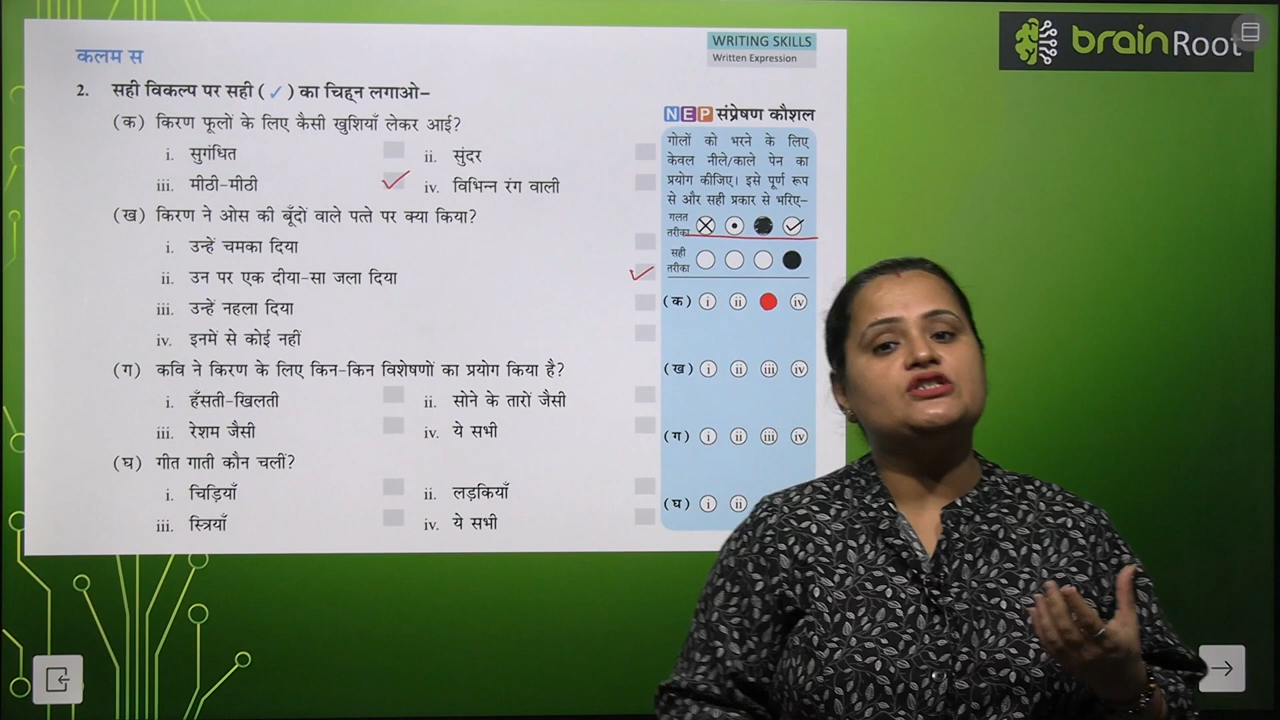 कलम स
WRITING SKILLS
Written Expression
brainRoot
2. सही विकल्प पर सही (✓) का चिह्न लगाओ–
(क) किरण फूलों के लिए कैसी खुशियाँ लेकर आई?
i. सुगंधित
ii. सुंदर
iii. मीठी-मीठी
iv. विभिन्न रंग वाली
(ख) किरण ने ओस की बूँदों वाले पत्ते पर क्या किया?
i. उन्हें चमका दिया
ii. उन पर एक दीया-सा जला दिया
iii. उन्हें नहला दिया
iv. इनमें से कोई नहीं
(ग) कवि ने किरण के लिए किन-किन विशेषणों का प्रयोग किया है?
i. हँसती-खिलती
ii. सोने के तारों जैसी
iii. रेशम जैसी
iv. ये सभी
(घ) गीत गाती कौन चलीं?
i. चिड़ियाँ
ii. लड़कियाँ
iii. स्त्रियाँ
iv. ये सभी
NEP संप्रेषण कौशल
गोलों को भरने के लिए
केवल नीले/काले पेन का
प्रयोग कीजिए। इसे पूर्ण रूप
से और सही प्रकार से भरिए–
गलत
तरीका
सही
तरीका
(क) i ii iv
(ख) i ii iii iv
(ग) i ii iii iv
(घ) i ii